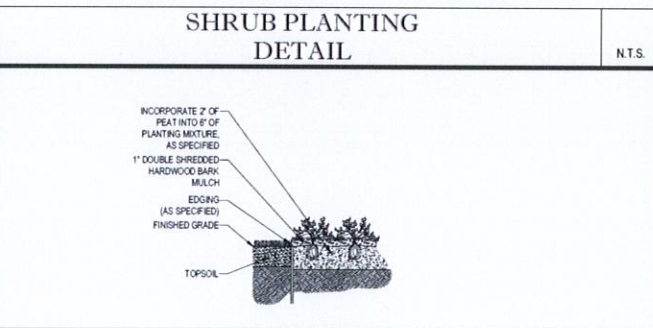 SHRUB PLANTING
DETAIL
N.T.S.
INCORPORATE 2" OF
PEAT INTO 6" OF
PLANTING MIXTURE,
AS SPECIFIED
1" DOUBLE SHREDDED
HARDWOOD BARK
MULCH
EDGING
(AS SPECIFIED)
FINISHED GRADE
TOPSOIL